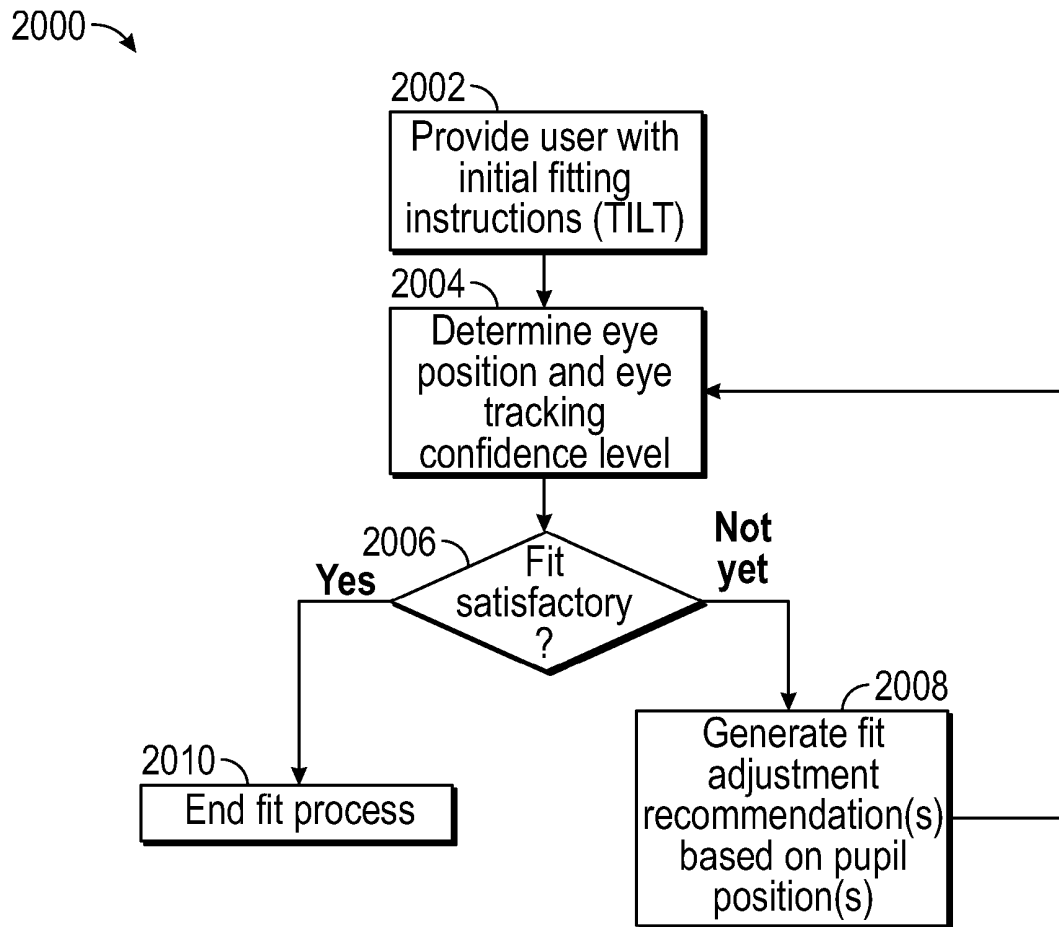 2000
2002
Provide user with
initial fitting
instructions (TILT)
2004
Determine eye
position and eye
tracking
confidence level
2006
Fit
satisfactory
?
Yes
Not
yet
2008
Generate fit
adjustment
recommendation(s)
based on pupil
position(s)
2010
End fit process